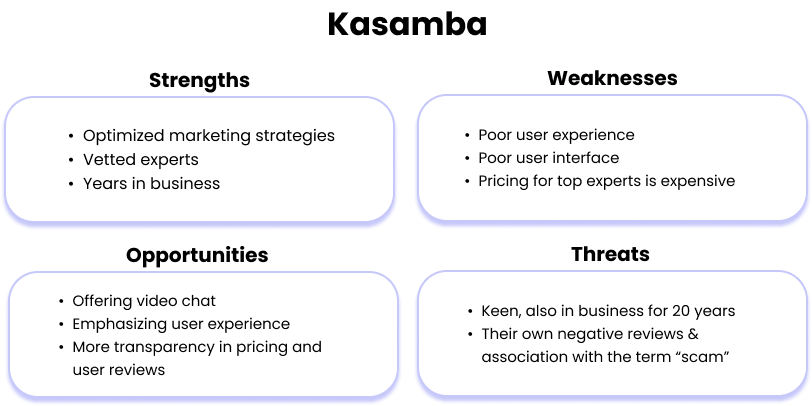 Kasamba
Strengths
• Optimized marketing strategies
• Vetted experts
• Years in business
Weaknesses
• Poor user experience
• Poor user interface
• Pricing for top experts is expensive
Opportunities
• Offering video chat
• Emphasizing user experience
• More transparency in pricing and
user reviews
Threats
• Keen, also in business for 20 years
• Their own negative reviews &
association with the term “scam”